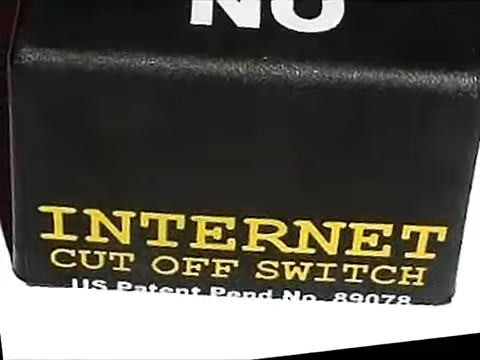 NO
INTERNET
CUT OFF SWITCH
US Patent Pend No. 89078